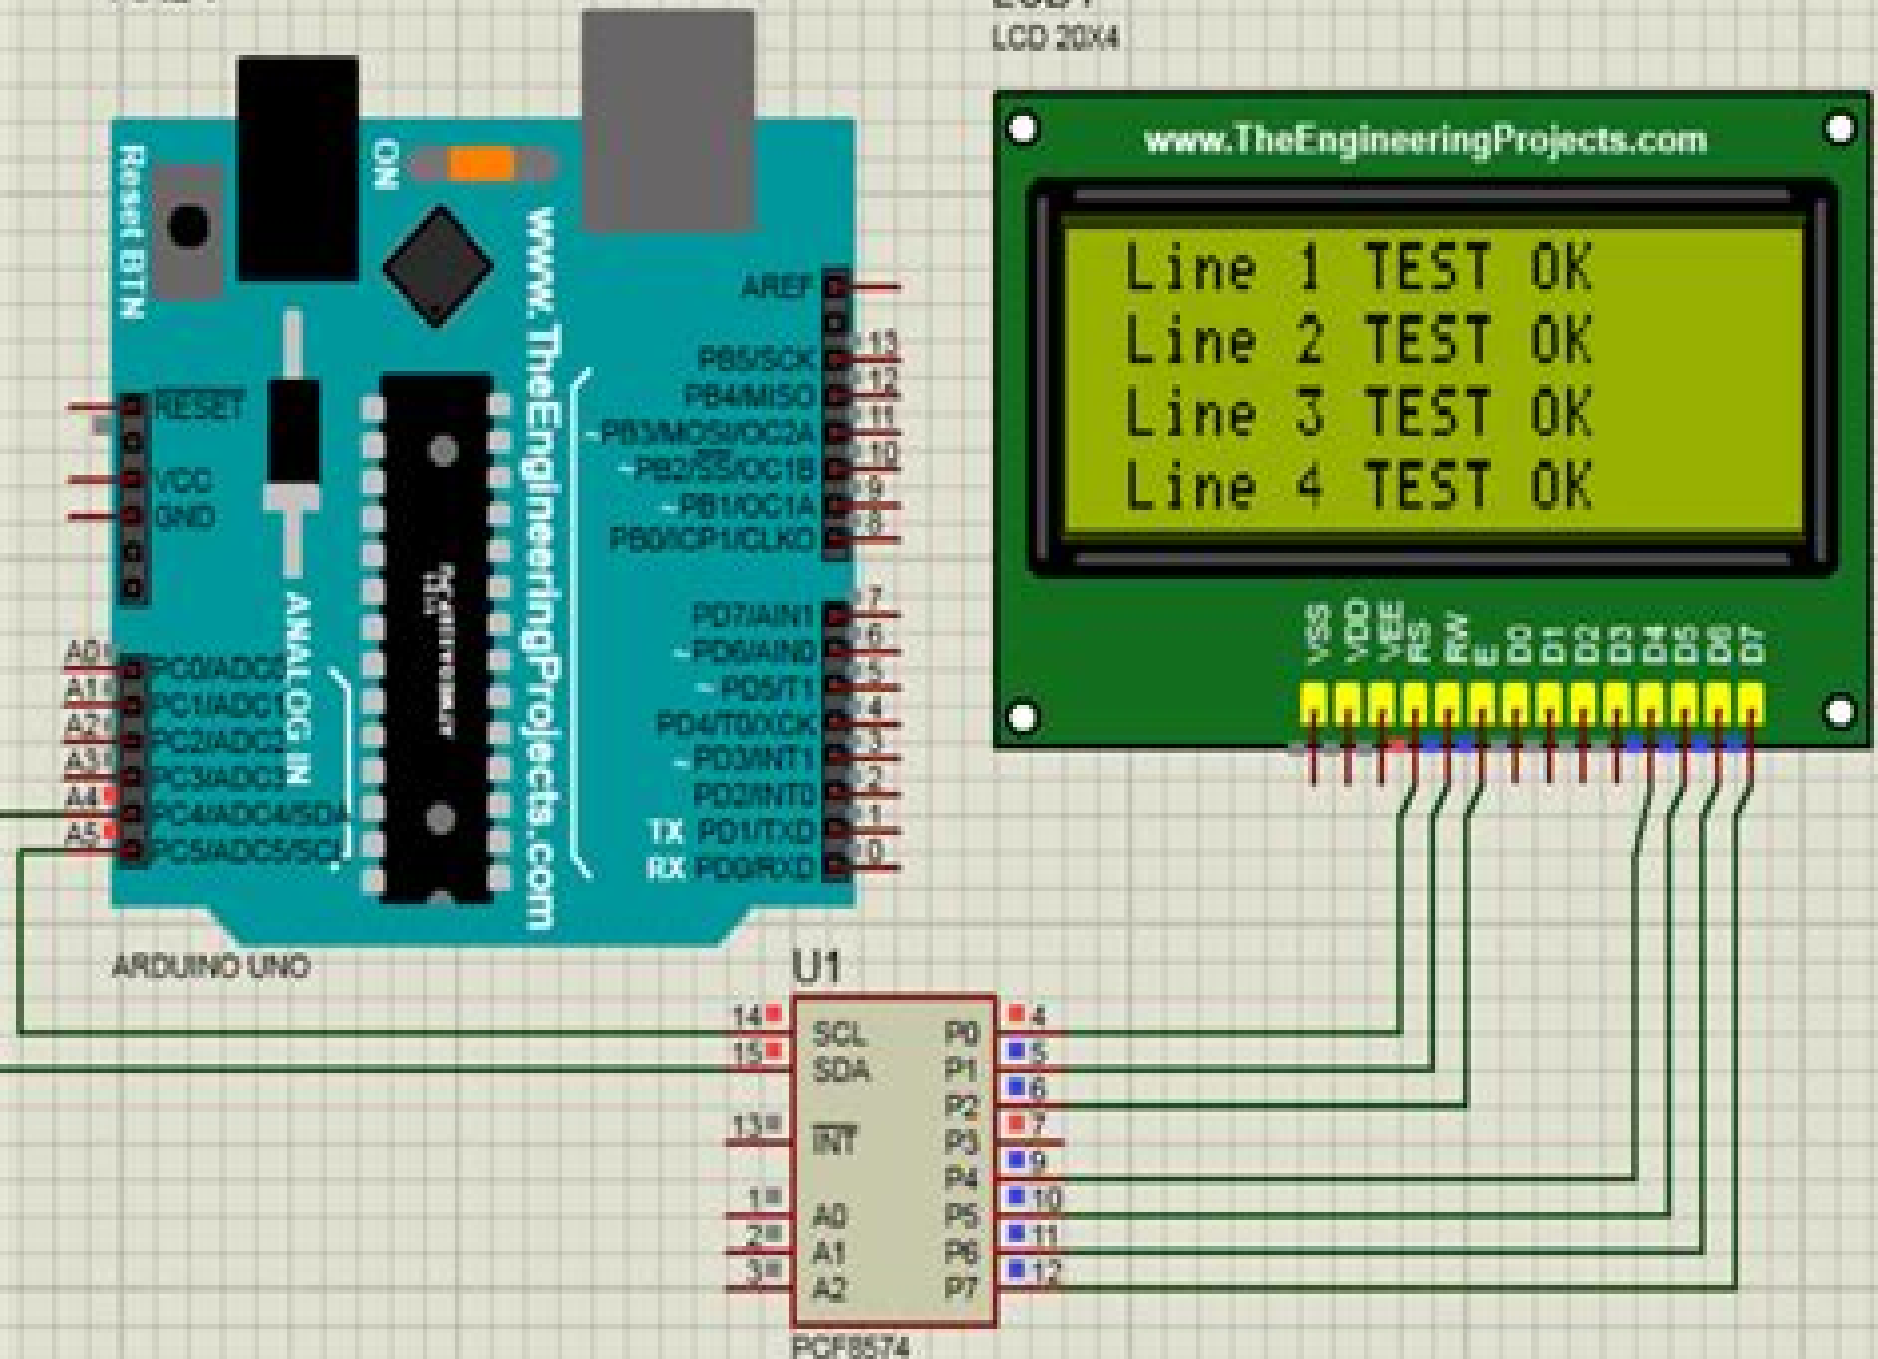 LCD 20X4
www.TheEngineeringProjects.com
Line 1 TEST OK
Line 2 TEST OK
Line 3 TEST OK
Line 4 TEST OK
VSS
VDD
VEE
RS
RW
E
D0
D1
D2
D3
D4
D5
D6
D7
Reset BTN
ON
www.TheEngineeringProjects.com
RESET
VCC
GND
ANALOG IN
A0 PC0/ADC0
A1 PC1/ADC1
A2 PC2/ADC2
A3 PC3/ADC3
A4 PC4/ADC4/SDA
A5 PC5/ADC5/SCL
AREF
PB5/SCK 13
PB4/MISO 12
~PB3/MOSI/OC2A 11
~PB2/SS/OC1B 10
~PB1/OC1A 9
PB0/ICP1/CLKO 8
PD7/AIN1 7
~PD6/AIN0 6
~PD5/T1 5
PD4/T0/XCK 4
~PD3/INT1 3
PD2/INT0 2
TX PD1/TXD 1
RX PD0/RXD 0
ARDUINO UNO
U1
14 SCL P0 4
15 SDA P1 5
P2 6
13 INT P3 7
P4 9
1 A0 P5 10
2 A1 P6 11
3 A2 P7 12
PCF8574